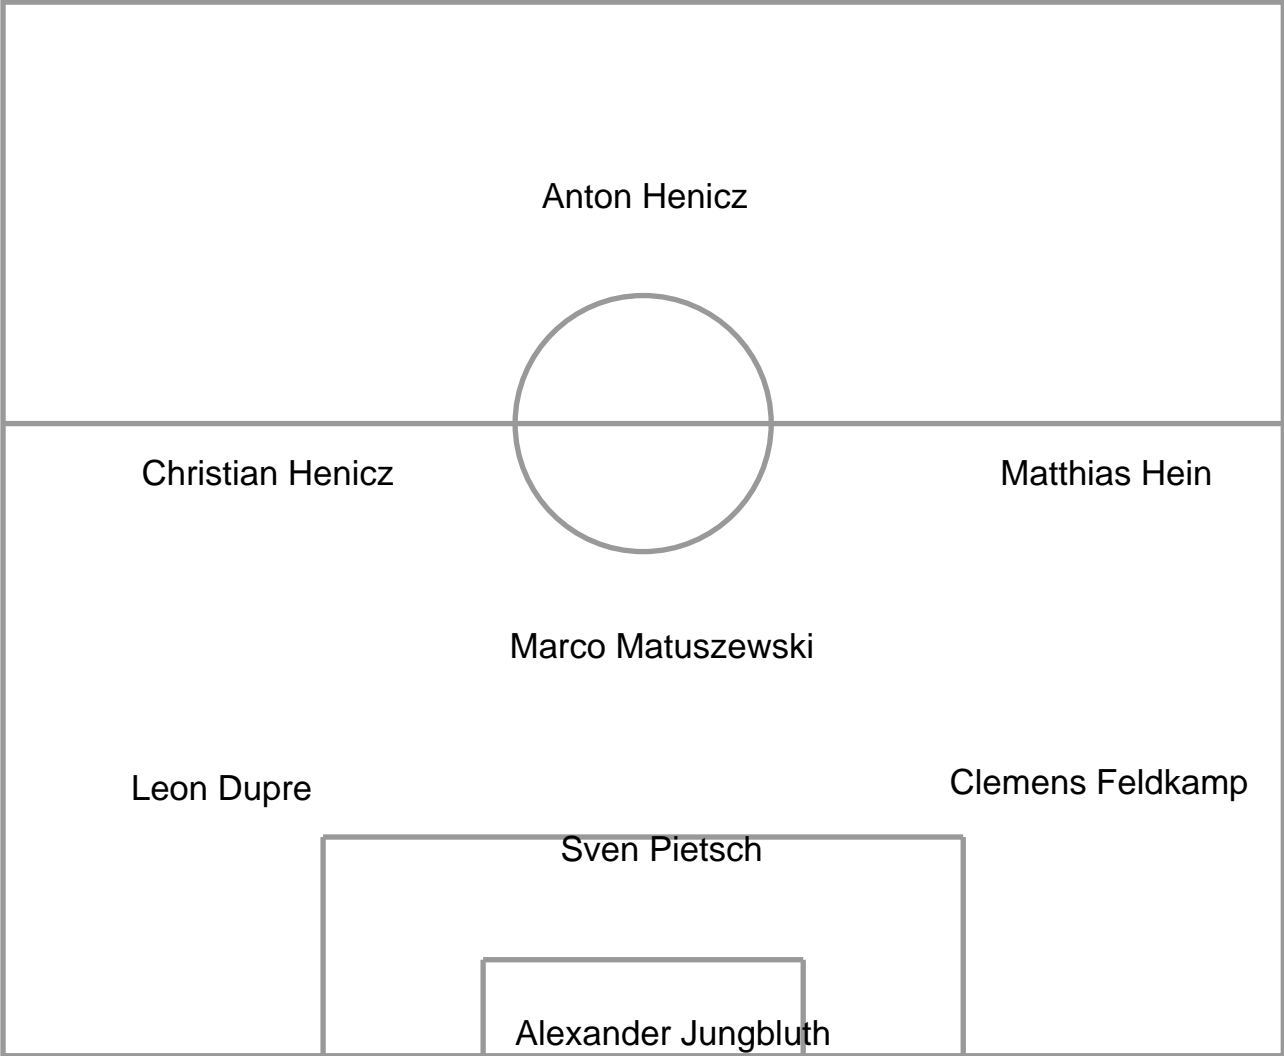 Anton Henicz
Christian Henicz
Matthias Hein
Marco Matuszewski
Leon Dupre
Clemens Feldkamp
Sven Pietsch
Alexander Jungbluth